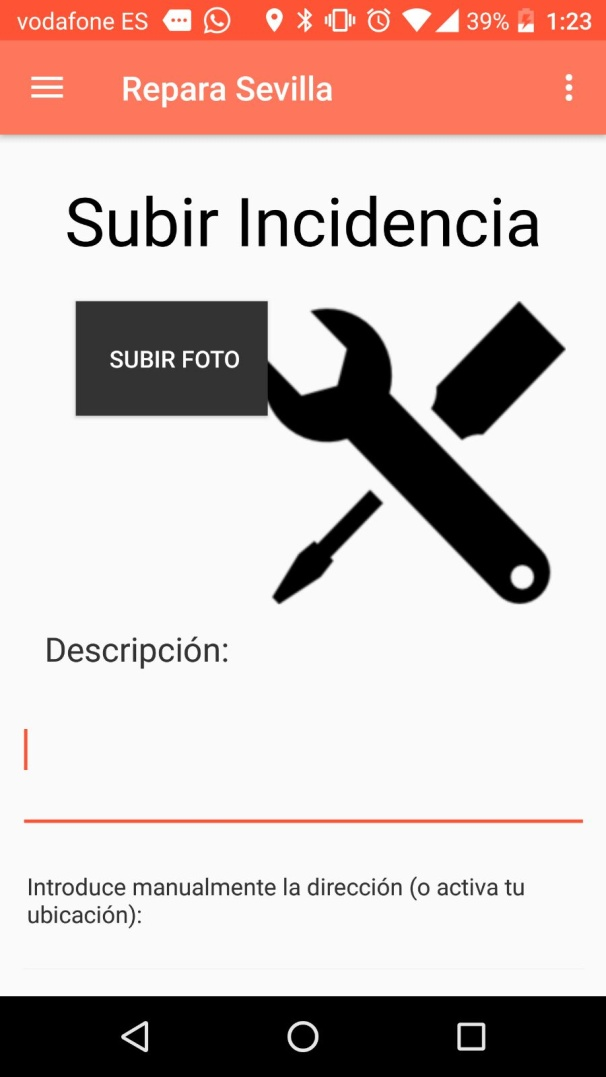 vodafone ES 39% 1:23
Repara Sevilla
Subir Incidencia
SUBIR FOTO
Descripción:
Introduce manualmente la dirección (o activa tu
ubicación):